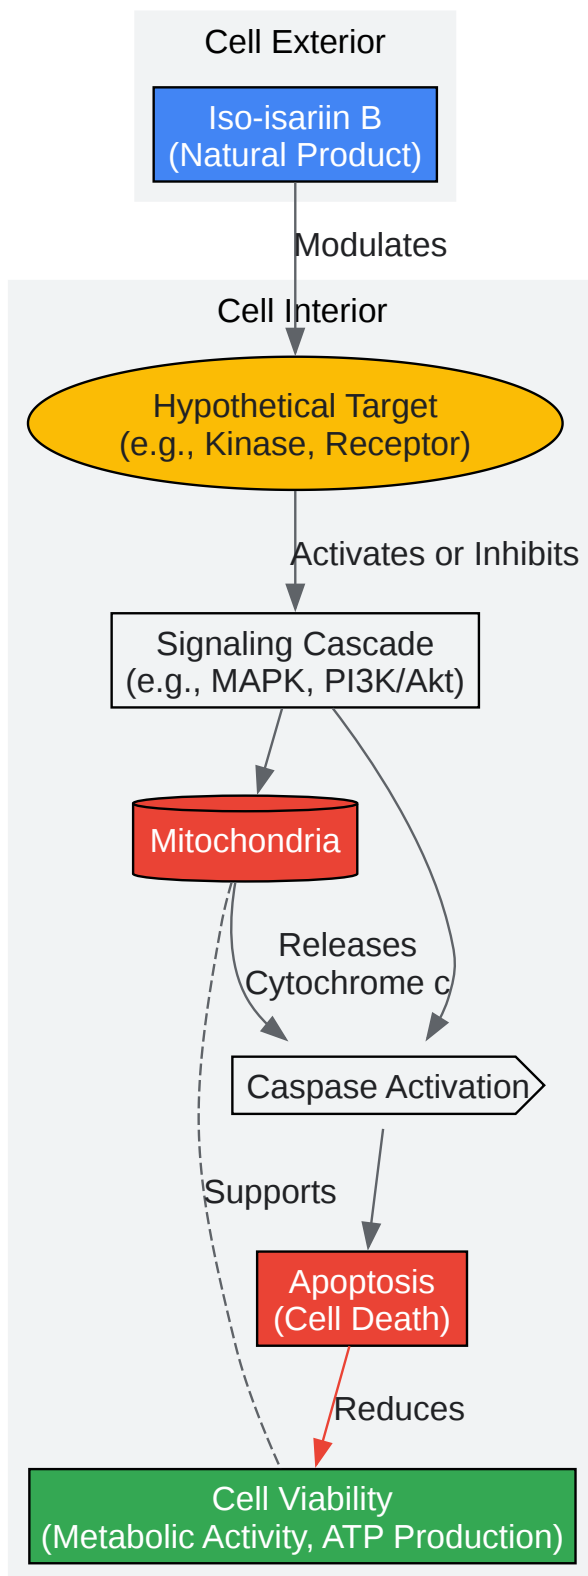 Cell Exterior
Iso-isariin B
(Natural Product)
Modulates
Cell Interior
Hypothetical Target
(e.g., Kinase, Receptor)
Activates or Inhibits
Signaling Cascade
(e.g., MAPK, PI3K/Akt)
Mitochondria
Releases
Cytochrome c
Caspase Activation
Supports
Apoptosis
(Cell Death)
Reduces
Cell Viability
(Metabolic Activity, ATP Production)